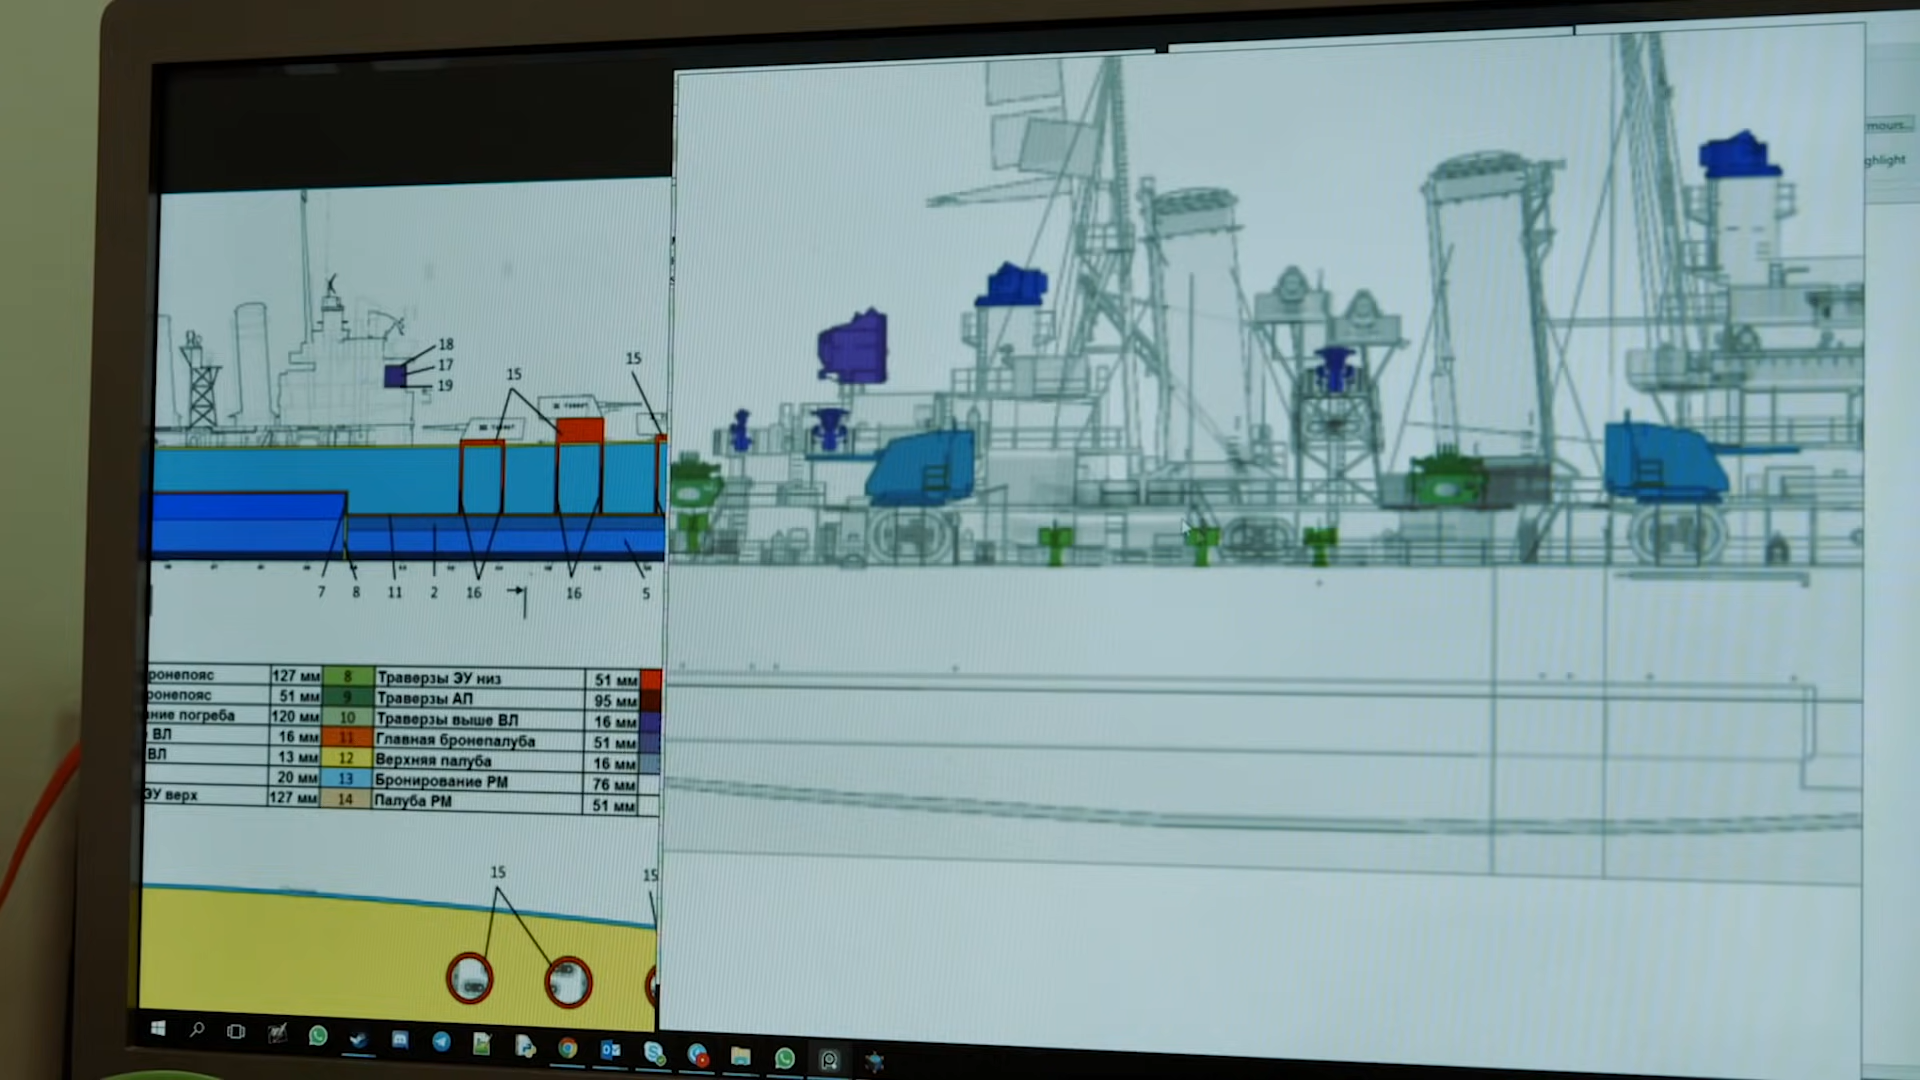 18
17
19
15
15
7 8 11 2 16 16 5
ронепояс 127 мм 8 Траверзы ЭУ низ 51 мм
ронепояс 51 мм 9 Траверзы АП 95 мм
ние погреба 120 мм 10 Траверзы выше ВЛ 16 мм
ВЛ 16 мм 11 Главная бронепалуба 51 мм
ВЛ 13 мм 12 Верхняя палуба 16 мм
20 мм 13 Бронирование РМ 76 мм
ЭУ верх 127 мм 14 Палуба РМ 51 мм
15
15
mours...
ghlight